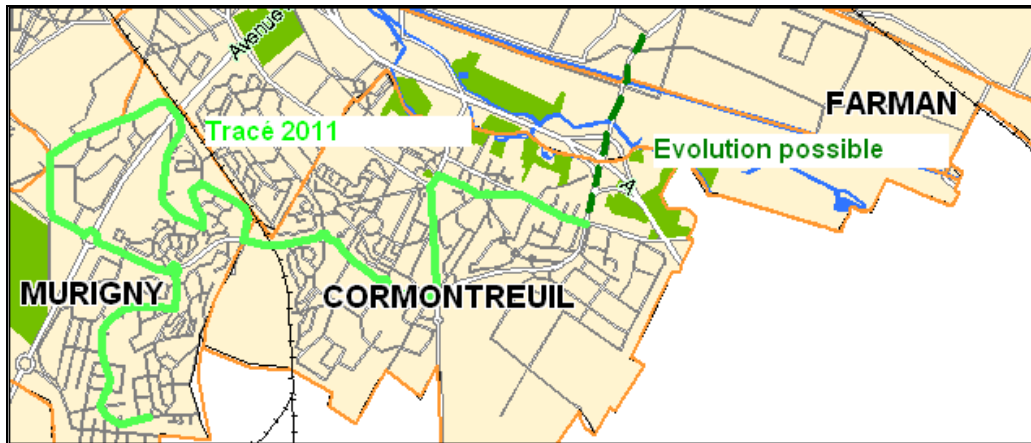 Avenue
FARMAN
Tracé 2011
Evolution possible
A
MURIGNY
CORMONTREUIL